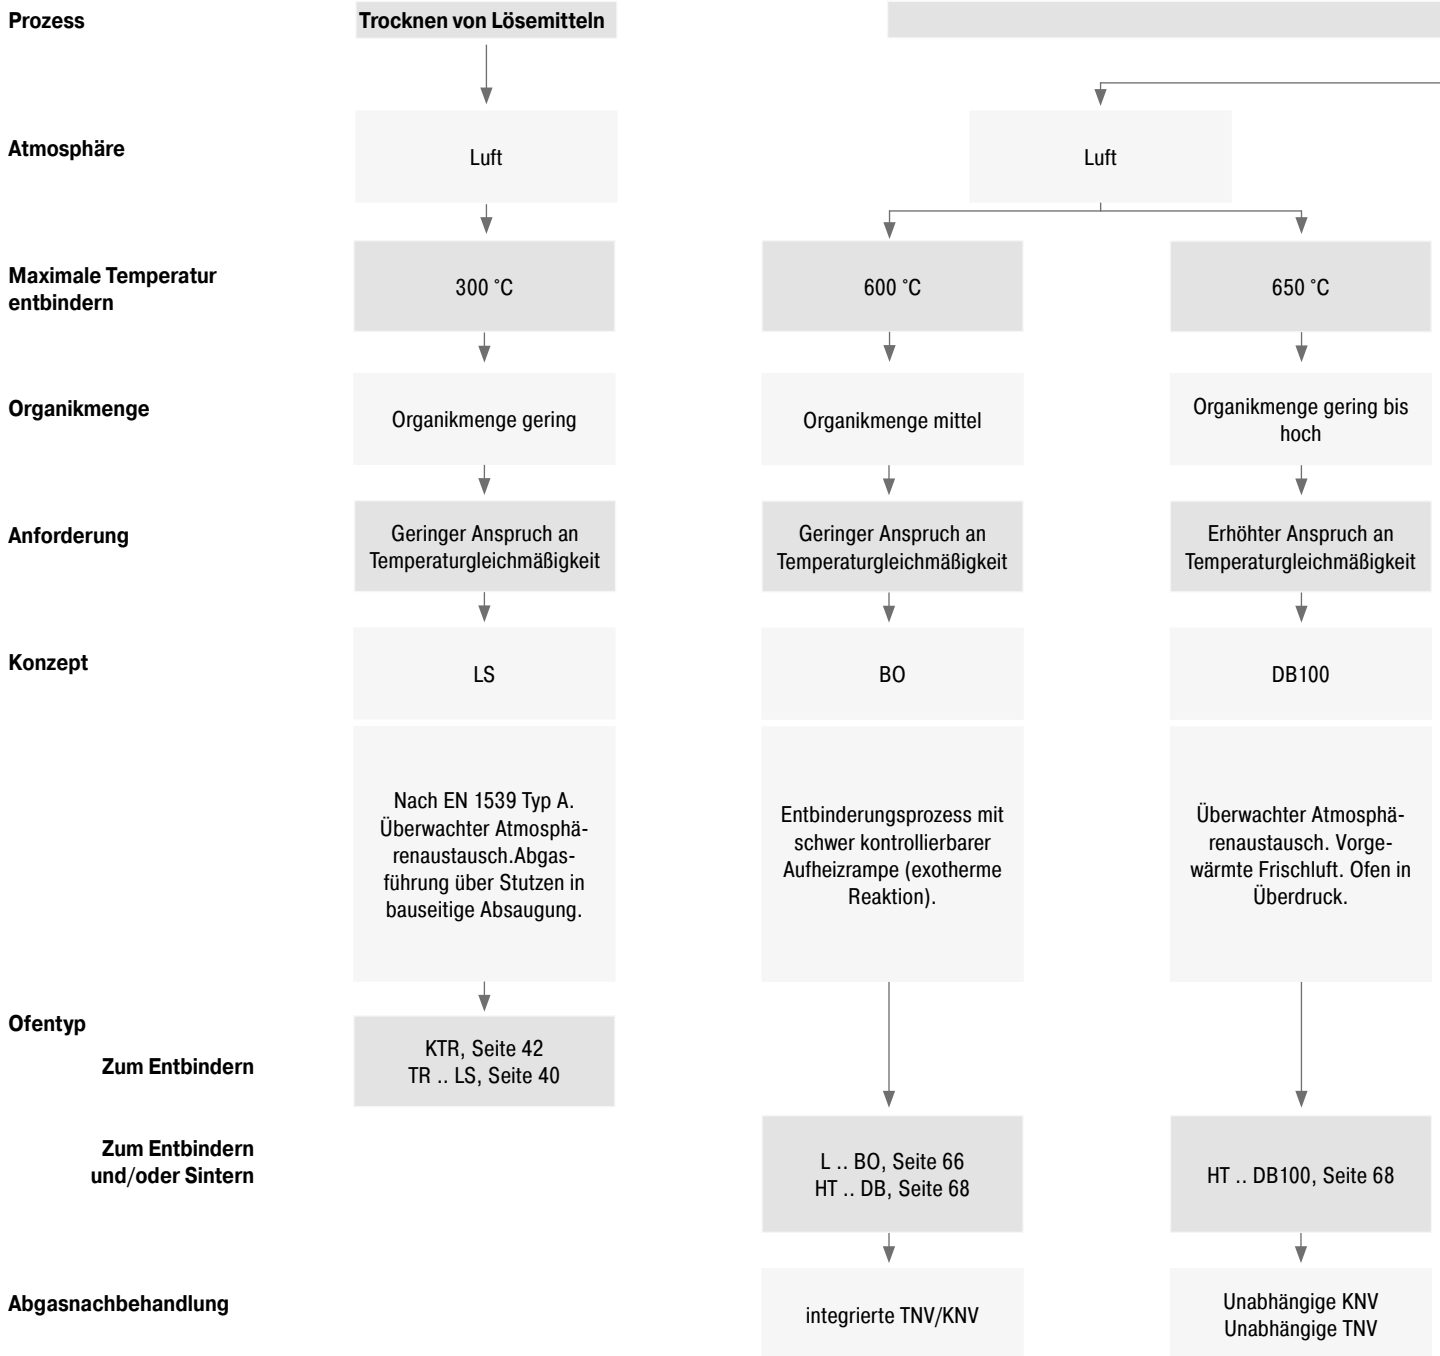 Prozess
Trocknen von Lösemitteln
Atmosphäre
Luft
Luft
Maximale Temperatur
entbindern
300 °C
600 °C
650 °C
Organikmenge
Organikmenge gering
Organikmenge mittel
Organikmenge gering bis
hoch
Anforderung
Geringer Anspruch an
Temperaturgleichmäßigkeit
Geringer Anspruch an
Temperaturgleichmäßigkeit
Erhöhter Anspruch an
Temperaturgleichmäßigkeit
Konzept
LS
BO
DB100
Nach EN 1539 Typ A.
Überwachter Atmosphä-
renaustausch.Abgas-
führung über Stutzen in
bauseitige Absaugung.
Entbinderungsprozess mit
schwer kontrollierbarer
Aufheizrampe (exotherme
Reaktion).
Überwachter Atmosphä-
renaustausch. Vorge-
wärmte Frischluft. Ofen in
Überdruck.
Ofentyp
Zum Entbindern
KTR, Seite 42
TR .. LS, Seite 40
Zum Entbindern
und/oder Sintern
L .. BO, Seite 66
HT .. DB, Seite 68
HT .. DB100, Seite 68
Abgasnachbehandlung
integrierte TNV/KNV
Unabhängige KNV
Unabhängige TNV